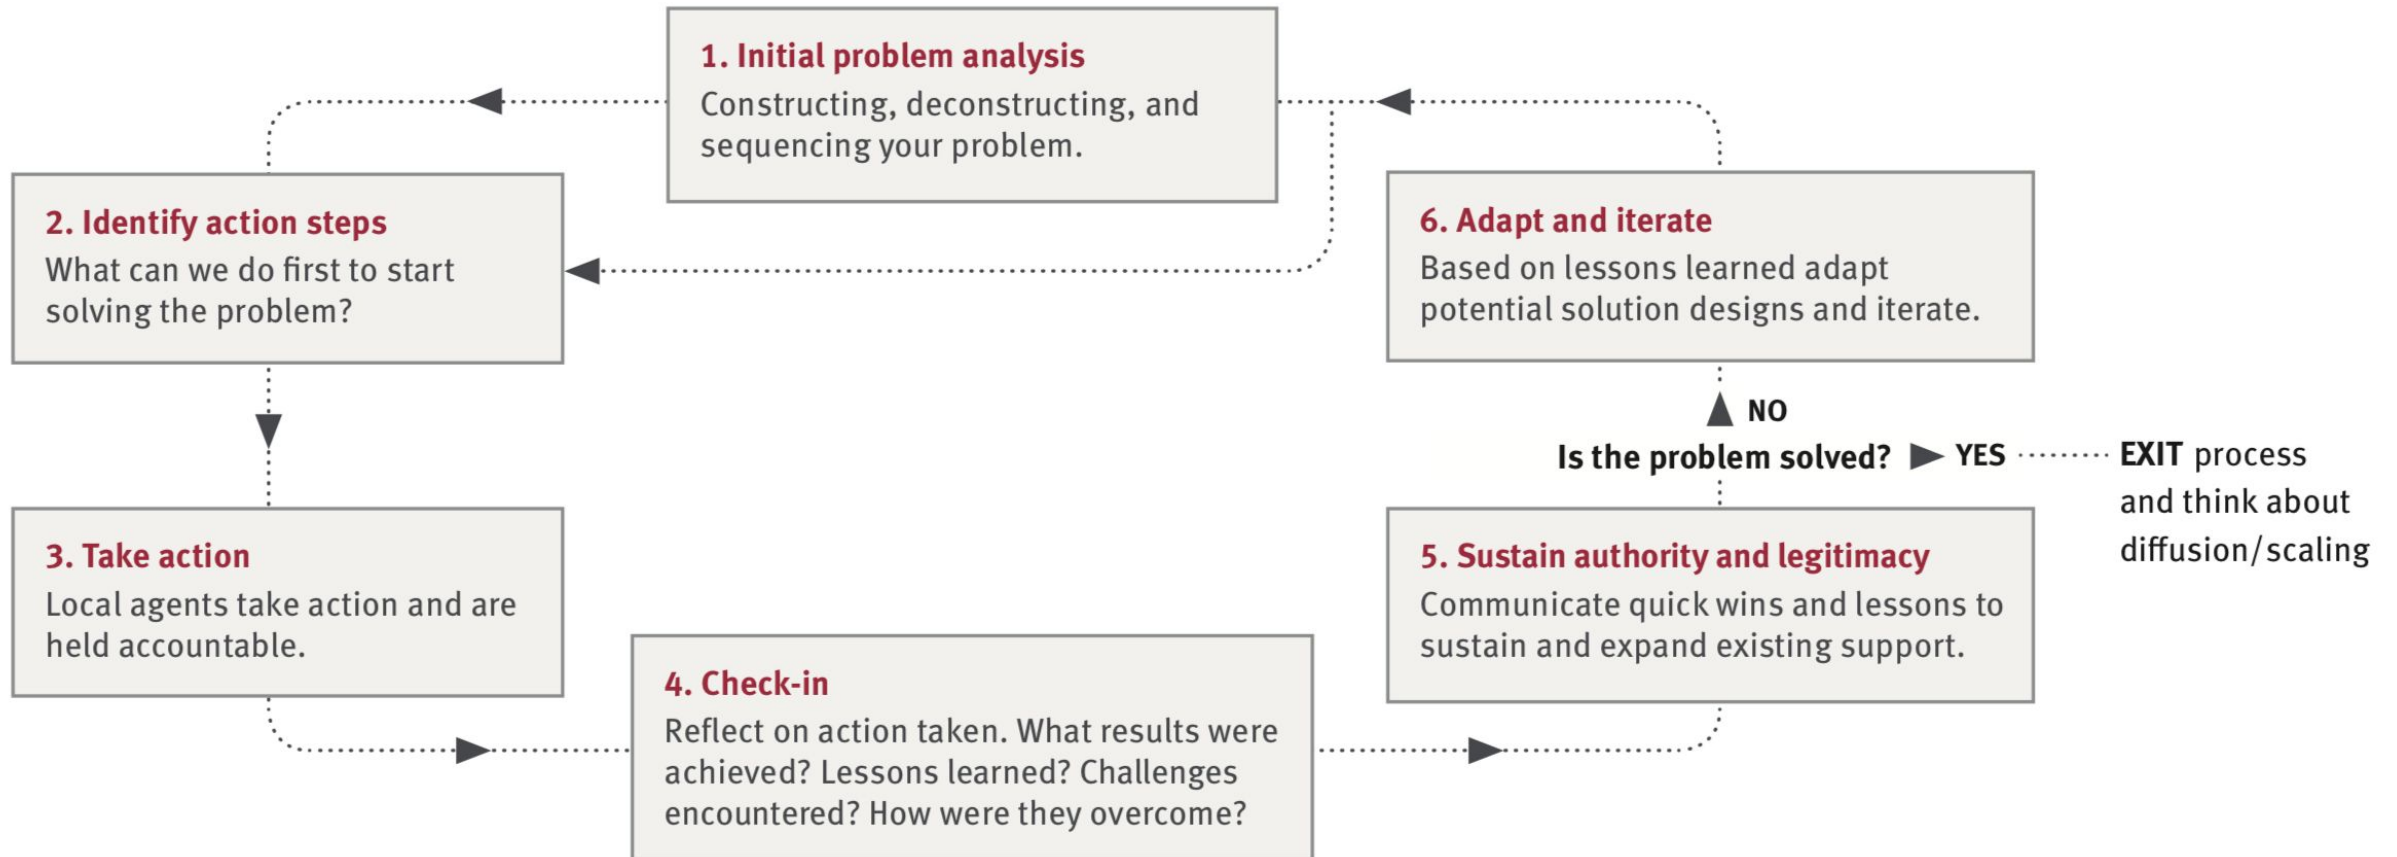 1. Initial problem analysis
Constructing, deconstructing, and
sequencing your problem.
2. Identify action steps
What can we do first to start
solving the problem?
3. Take action
Local agents take action and are
held accountable.
4. Check-in
Reflect on action taken. What results were
achieved? Lessons learned? Challenges
encountered? How were they overcome?
5. Sustain authority and legitimacy
Communicate quick wins and lessons to
sustain and expand existing support.
Is the problem solved? YES EXIT process
and think about
diffusion/scaling
NO
6. Adapt and iterate
Based on lessons learned adapt
potential solution designs and iterate.